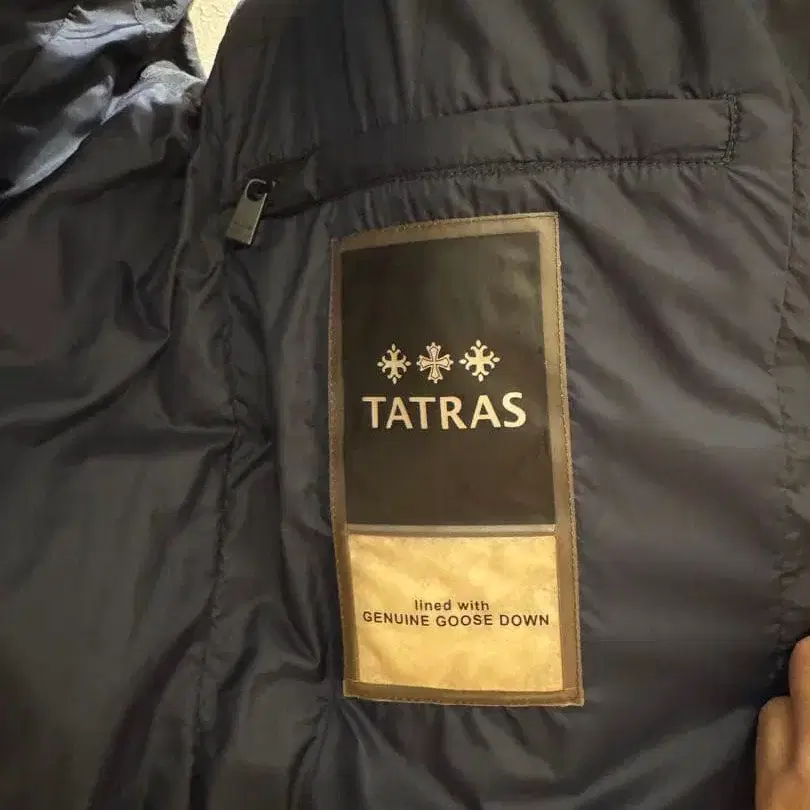 TATRAS
lined with
GENUINE GOOSE DOWN